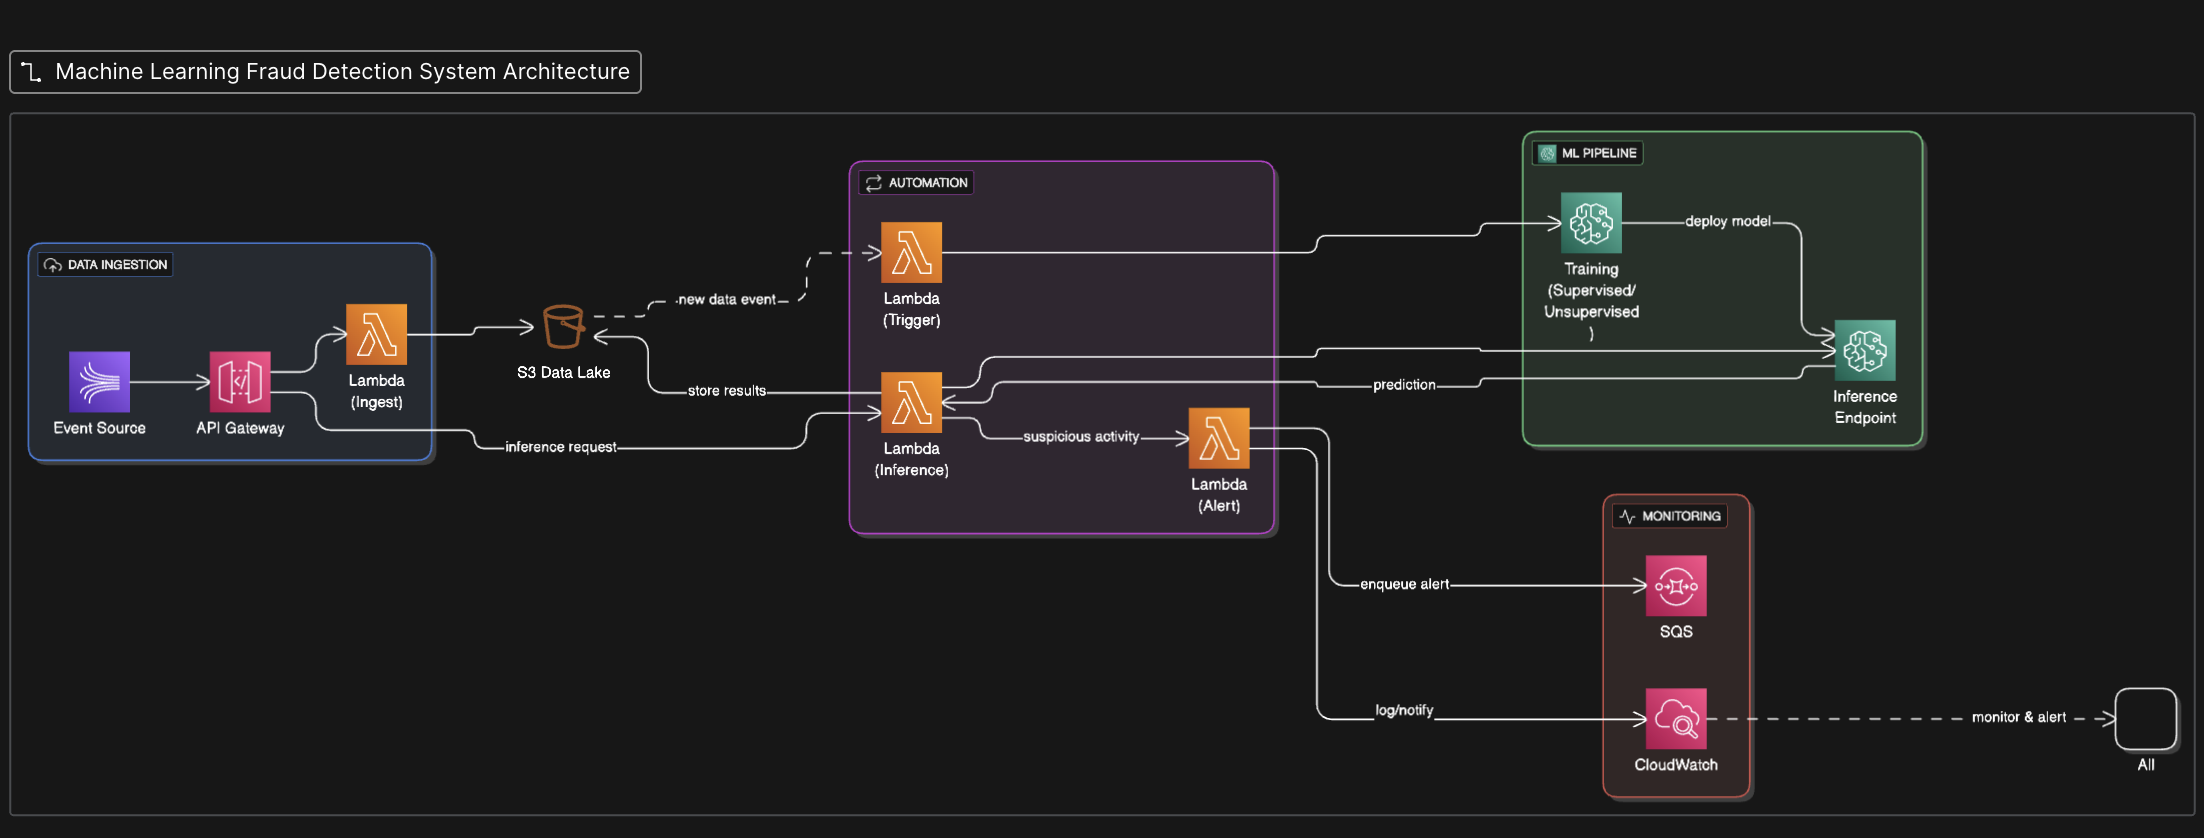 Machine Learning Fraud Detection System Architecture
DATA INGESTION
Event Source
API Gateway
Lambda
(Ingest)
S3 Data Lake
new data event
store results
inference request
AUTOMATION
Lambda
(Trigger)
Lambda
(Inference)
suspicious activity
Lambda
(Alert)
ML PIPELINE
Training
(Supervised/
Unsupervised
)
deploy model
prediction
Inference
Endpoint
MONITORING
enqueue alert
SQS
log/notify
CloudWatch
monitor & alert
All